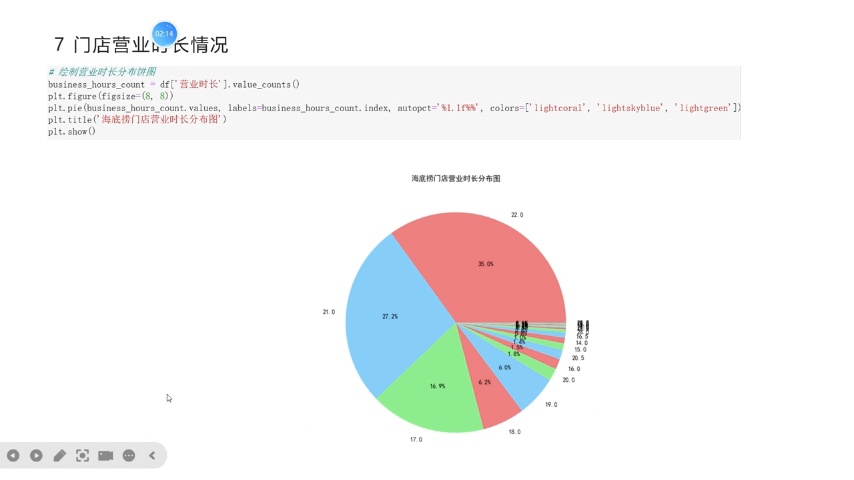 02:14
7 门店营业时长情况
# 绘制营业时长分布饼图
business_hours_count = df['营业时长'].value_counts()
plt.figure(figsize=(8, 8))
plt.pie(business_hours_count.values, labels=business_hours_count.index, autopct='%1.1f%%', colors=['lightcoral', 'lightskyblue', 'lightgreen'])
plt.title('海底捞门店营业时长分布图')
plt.show()
海底捞门店营业时长分布图
22.0
35.0%
21.0
27.2%
16.5
14.0
15.0
1.8%
20.5
16.0
6.0%
20.0
6.2%
16.9%
19.0
18.0
17.0